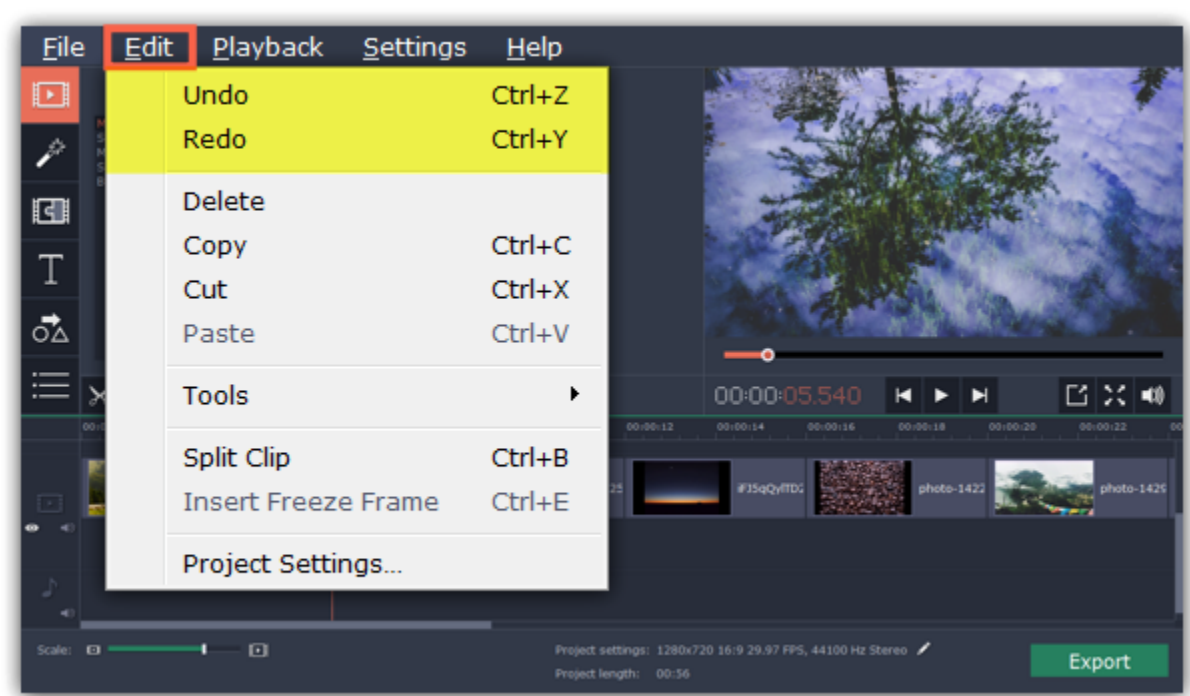 File Edit Playback Settings Help
Undo Ctrl+Z
Redo Ctrl+Y
Delete
Copy Ctrl+C
Cut Ctrl+X
Paste Ctrl+V
Tools
Split Clip Ctrl+B
Insert Freeze Frame Ctrl+E
Project Settings...
T
00:00:05.540
00:00:12 00:00:14 00:00:16 00:00:18 00:00:20 00:00:22
photo-1422 photo-1429
Scale:
Project settings: 1280x720 16:9 29.97 FPS, 44100 Hz Stereo
Project length: 00:56
Export